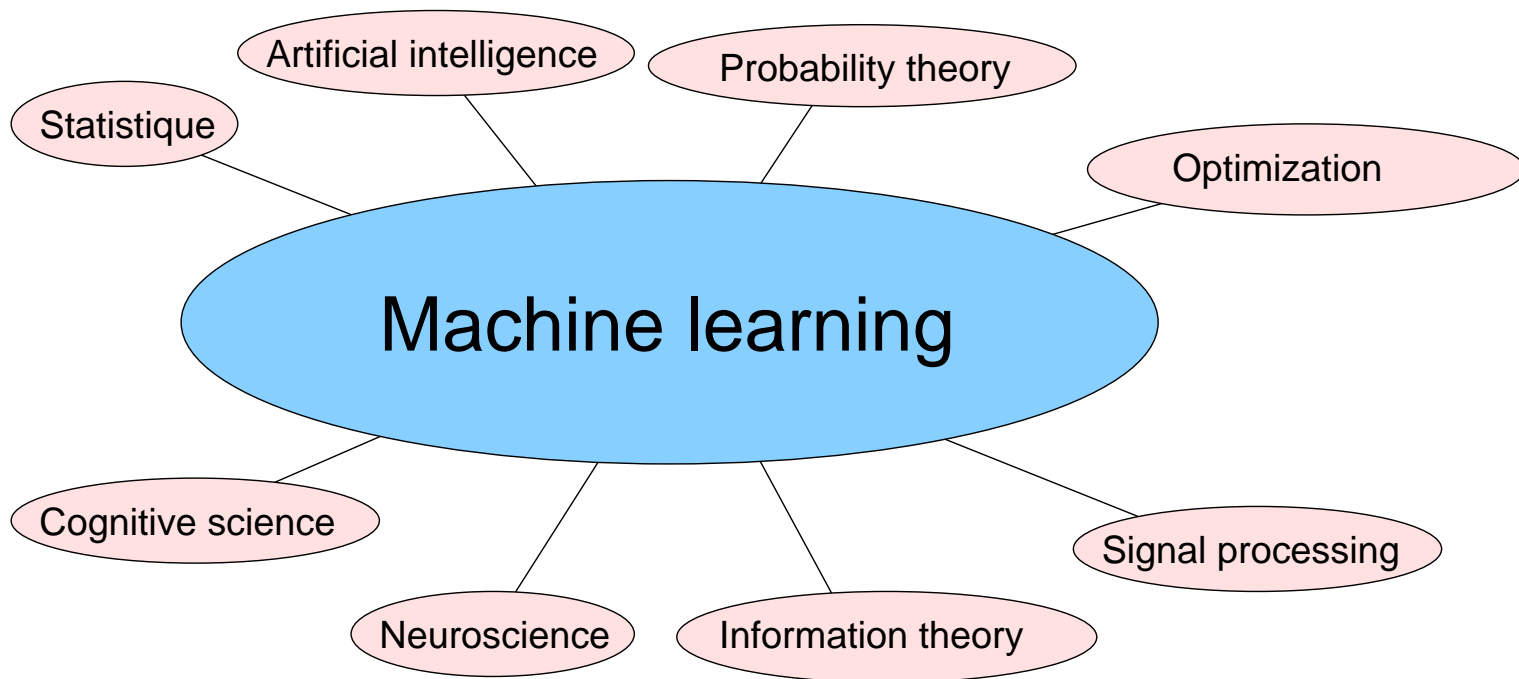 Artificial intelligence
Probability theory
Statistique
Optimization
Machine learning
Cognitive science
Signal processing
Neuroscience
Information theory